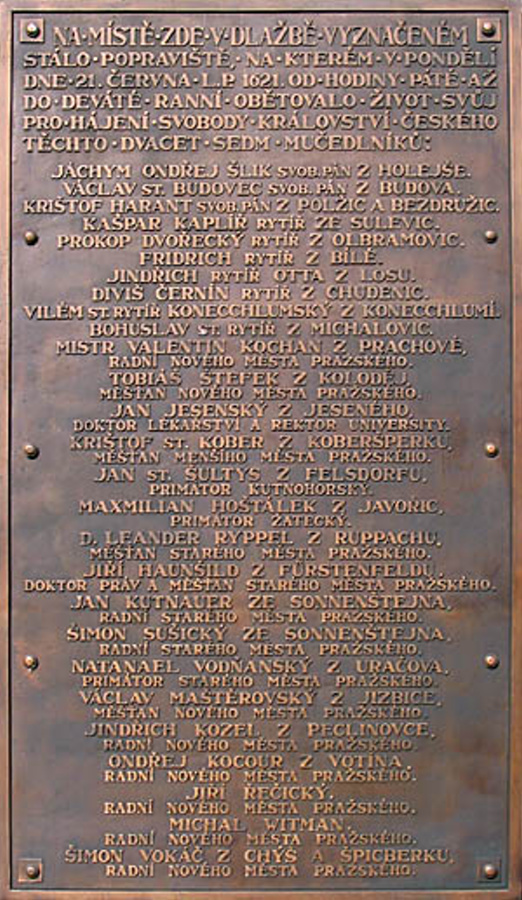 NA·MÍSTĚ·ZDE·V·DLAŽBĚ·VYZNAČENÉM
STÁLO·POPRAVIŠTĚ, NA·KTERÉM·V·PONDĚLÍ
DNE·21. ČERVNA·L.P. 1621. OD·HODINY·PÁTÉ·AŽ
DO·DEVÁTÉ·RANNÍ·OBĚTOVALO·ŽIVOT·SVŮJ
PRO·HÁJENÍ·SVOBODY·KRÁLOVSTVÍ·ČESKÉHO
TĚCHTO·DVACET·SEDM·MUČEDLNÍKŮ:
JÁCHYM ONDŘEJ ŠLIK SVOB. PÁN Z HOLEJŠE.
VÁCLAV ST. BUDOVEC SVOB. PÁN Z BUDOVA.
KRIŠTOF HARANT SVOB. PÁN Z POLŽIC A BEZDRUŽIC.
KAŠPAR KAPLÍŘ RYTÍŘ ZE SULEVIC.
PROKOP DVOŘECKÝ RYTÍŘ Z OLBRAMOVIC.
FRIDRICH RYTÍŘ Z BÍLÉ.
JINDŘICH RYTÍŘ OTTA Z LOSU.
DIVIŠ ČERNÍN RYTÍŘ Z CHUDENIC.
VILÉM ST. RYTÍŘ KONECCHLUMSKÝ Z KONECCHLUMÍ.
BOHUSLAV ST. RYTÍŘ Z MICHALOVIC.
MISTR VALENTIN KOCHAN Z PRACHOVÉ,
RADNÍ NOVÉHO MĚSTA PRAŽSKÉHO.
TOBIÁŠ ŠTEFEK Z KOLODĚJ,
MĚŠŤAN NOVÉHO MĚSTA PRAŽSKÉHO.
JAN JESENSKÝ Z JESENÉHO,
DOKTOR LÉKAŘSTVÍ A REKTOR UNIVERSITY.
KRIŠTOF ST. KOBER Z KOBERŠPERKU,
MĚŠŤAN MENŠÍHO MĚSTA PRAŽSKÉHO.
JAN ST. ŠULTYS Z FELSDORFU,
PRIMÁTOR KUTNOHORSKÝ.
MAXMILIAN HOŠŤÁLEK Z JAVOŘIC,
PRIMÁTOR ŽATECKÝ.
D. LEANDER RYPPEL Z RUPPACHU,
MĚŠŤAN STARÉHO MĚSTA PRAŽSKÉHO.
JIŘÍ HAUNŠILD Z FÜRSTENFELDU,
DOKTOR PRÁV A MĚŠŤAN STARÉHO MĚSTA PRAŽSKÉHO.
JAN KUTNAUER ZE SONNENŠTEJNA,
RADNÍ STARÉHO MĚSTA PRAŽSKÉHO.
ŠIMON SUŠICKÝ ZE SONNENŠTEJNA,
RADNÍ STARÉHO MĚSTA PRAŽSKÉHO.
NATANAEL VODŇANSKÝ Z URAČOVA,
PRIMÁTOR STARÉHO MĚSTA PRAŽSKÉHO.
VÁCLAV MAŠTĚROVSKÝ Z JIZBICE,
MĚŠŤAN NOVÉHO MĚSTA PRAŽSKÉHO.
JINDŘICH KOZEL Z PECLINOVCE,
RADNÍ NOVÉHO MĚSTA PRAŽSKÉHO.
ONDŘEJ KOCOUR Z VOTÍNA,
RADNÍ NOVÉHO MĚSTA PRAŽSKÉHO.
JIŘÍ ŘEČICKÝ,
RADNÍ NOVÉHO MĚSTA PRAŽSKÉHO.
MICHAL WITMAN,
RADNÍ NOVÉHO MĚSTA PRAŽSKÉHO.
ŠIMON VOKÁČ Z CHYŠ A ŠPICBERKU,
RADNÍ NOVÉHO MĚSTA PRAŽSKÉHO.